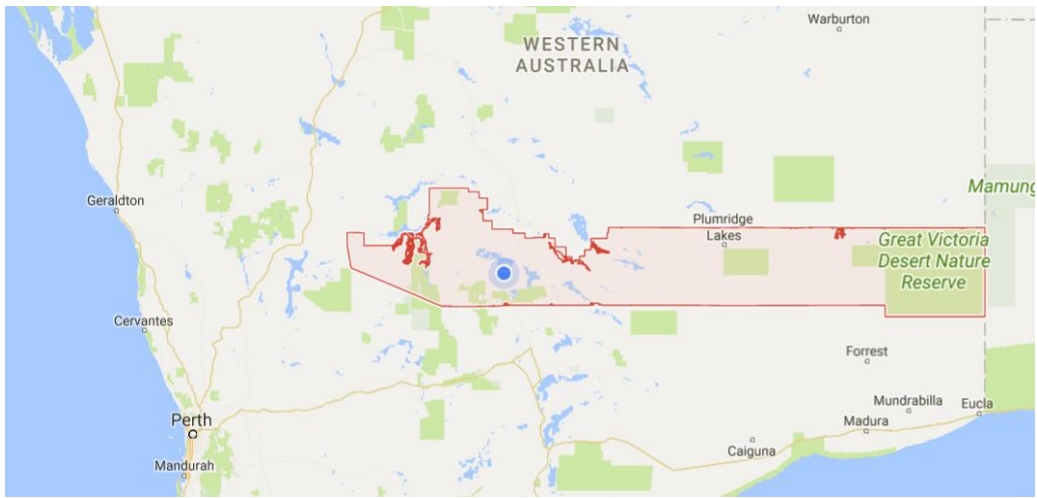 Warburton
WESTERN
AUSTRALIA
Mamung
Geraldton
Plumridge
Lakes
Great Victoria
Desert Nature
Reserve
Cervantes
Forrest
Mundrabilla
Eucla
Perth
Madura
Caiguna
Mandurah